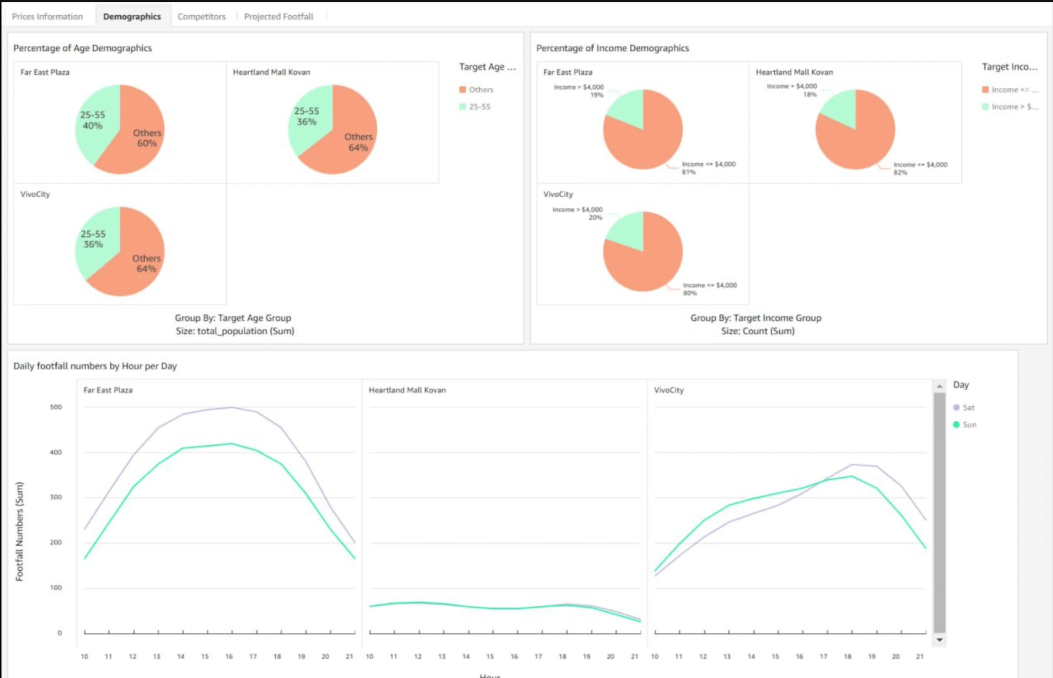 Prices Information Demographics Competitors Projected Footfall
Percentage of Age Demographics
Far East Plaza
25-55
40%
Others
60%
Heartland Mall Kovan
25-55
36%
Others
64%
VivoCity
25-55
36%
Others
64%
Target Age ...
Others
25-55
Group By: Target Age Group
Size: total_population (Sum)
Percentage of Income Demographics
Far East Plaza
Income > $4,000
19%
Income <= $4,000
81%
Heartland Mall Kovan
Income > $4,000
18%
Income <= $4,000
82%
VivoCity
Income > $4,000
20%
Income <= $4,000
80%
Target Inco...
Income <= ...
Income > $...
Group By: Target Income Group
Size: Count (Sum)
Daily footfall numbers by Hour per Day
Far East Plaza Heartland Mall Kovan VivoCity
Footfall Numbers (Sum)
500
400
300
200
100
0
10 11 12 13 14 15 16 17 18 19 20 21 10 11 12 13 14 15 16 17 18 19 20 21 10 11 12 13 14 15 16 17 18 19 20 21
Hour
Day
Sat
Sun